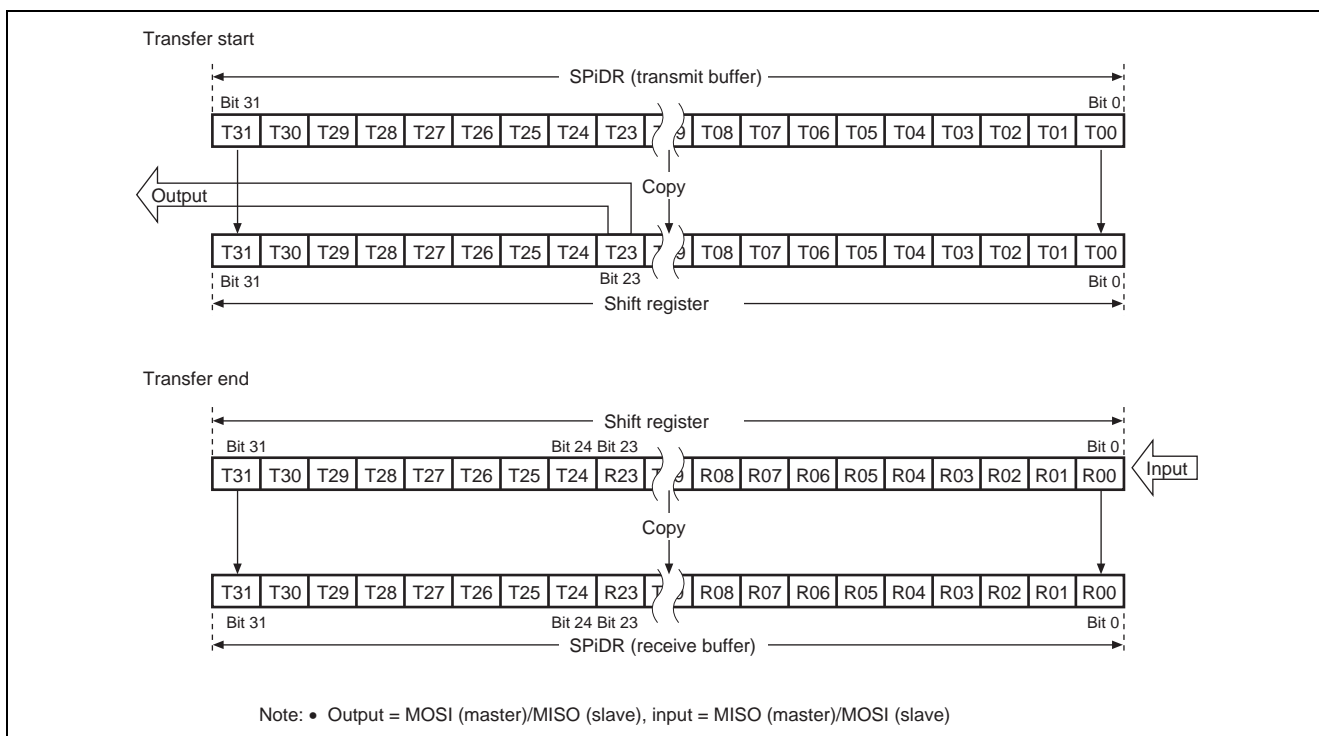 Transfer start
SPiDR (transmit buffer)
Bit 31 Bit 0
T31 T30 T29 T28 T27 T26 T25 T24 T23 T08 T07 T06 T05 T04 T03 T02 T01 T00
Output
Copy
T31 T30 T29 T28 T27 T26 T25 T24 T23 T08 T07 T06 T05 T04 T03 T02 T01 T00
Bit 31 Bit 23 Bit 0
Shift register
Transfer end
Shift register
Bit 31 Bit 24 Bit 23 Bit 0
T31 T30 T29 T28 T27 T26 T25 T24 R23 R08 R07 R06 R05 R04 R03 R02 R01 R00
Input
Copy
T31 T30 T29 T28 T27 T26 T25 T24 R23 R08 R07 R06 R05 R04 R03 R02 R01 R00
Bit 31 Bit 24 Bit 23 Bit 0
SPiDR (receive buffer)
Note: • Output = MOSI (master)/MISO (slave), input = MISO (master)/MOSI (slave)